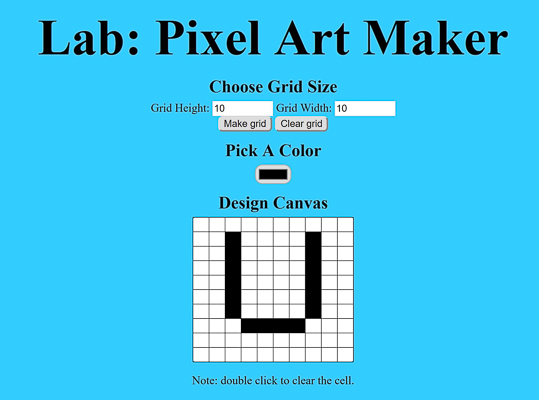 Lab: Pixel Art Maker
Choose Grid Size
Grid Height: 10 Grid Width: 10
Make grid Clear grid
Pick A Color
Design Canvas
Note: double click to clear the cell.